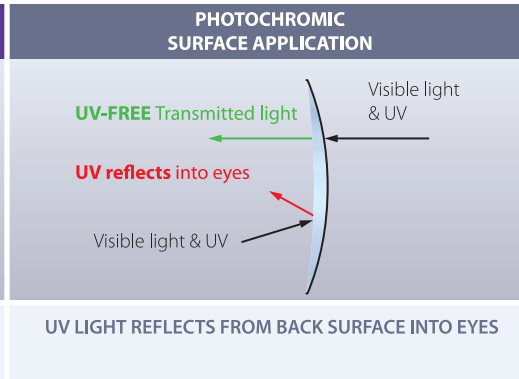 PHOTOCHROMIC
SURFACE APPLICATION
Visible light
& UV
UV-FREE Transmitted light
UV reflects into eyes
Visible light & UV
UV LIGHT REFLECTS FROM BACK SURFACE INTO EYES